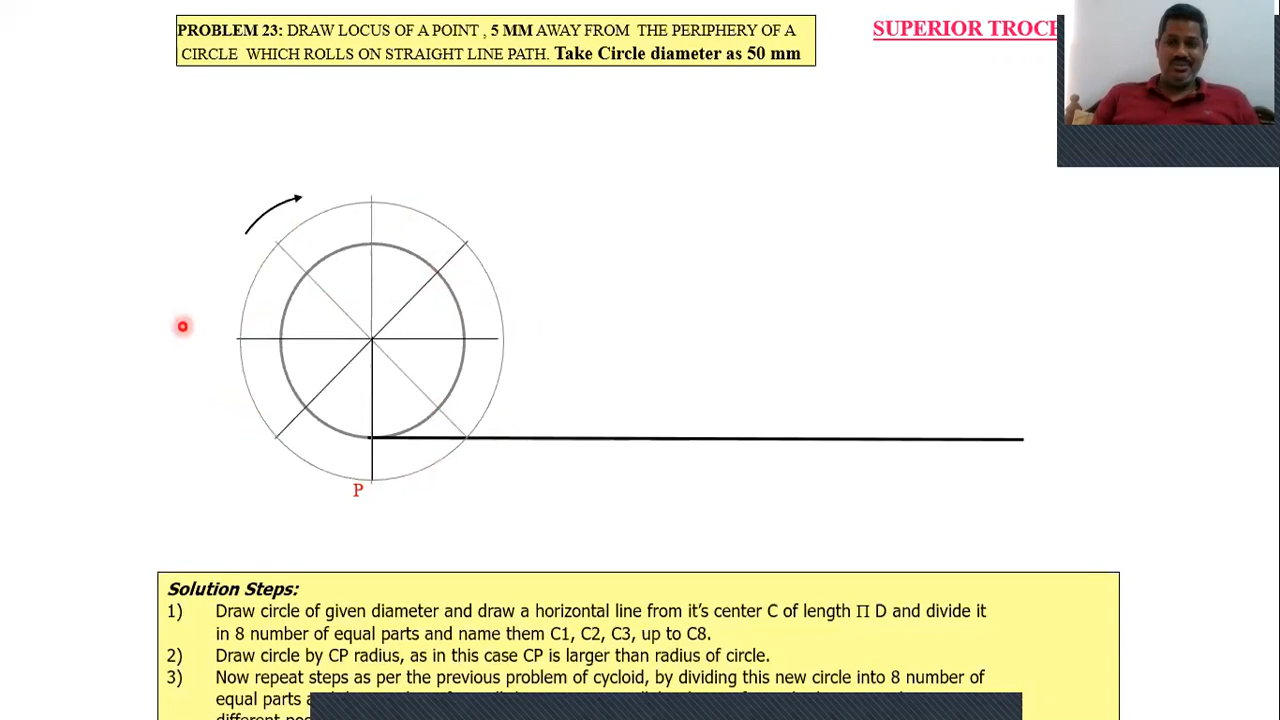 PROBLEM 23: DRAW LOCUS OF A POINT , 5 MM AWAY FROM THE PERIPHERY OF A
CIRCLE WHICH ROLLS ON STRAIGHT LINE PATH. Take Circle diameter as 50 mm
SUPERIOR
P
Solution Steps:
1) Draw circle of given diameter and draw a horizontal line from it's center C of length Π D and divide it
in 8 number of equal parts and name them C1, C2, C3, up to C8.
2) Draw circle by CP radius, as in this case CP is larger than radius of circle.
3) Now repeat steps as per the previous problem of cycloid, by dividing this new circle into 8 number of
equal parts
different